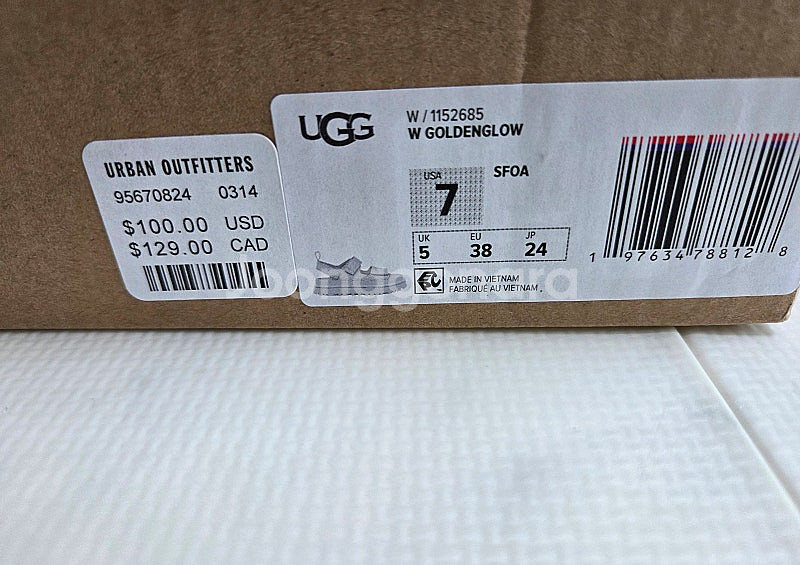 URBAN OUTFITTERS
95670824 0314
$100.00 USD
$129.00 CAD
UGG
W / 1152685
W GOLDENGLOW
USA
7
SFOA
UK EU JP
5 38 24
MADE IN VIETNAM
FABRIQUÉ AU VIETNAM
1 97634 78812 8